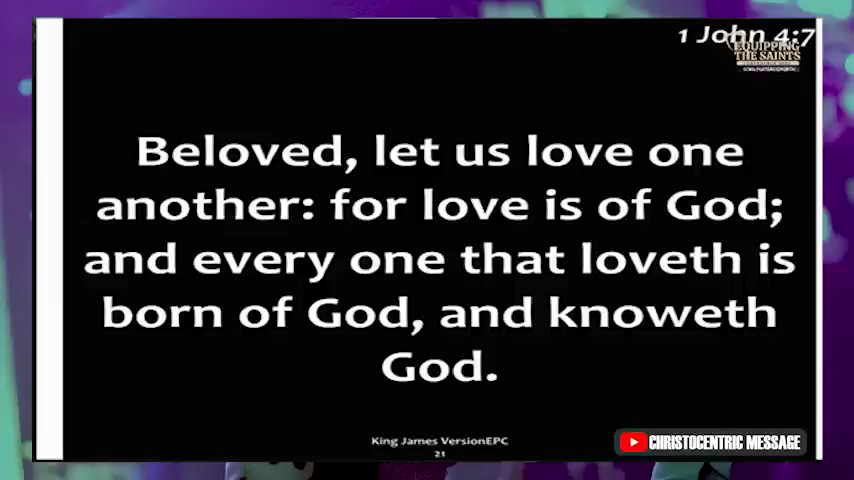 1 John 4:7
EQUIPPING
THE SAINTS
Beloved, let us love one
another: for love is of God;
and every one that loveth is
born of God, and knoweth
God.
King James VersionEPC
21
CHRISTOCENTRIC MESSAGE